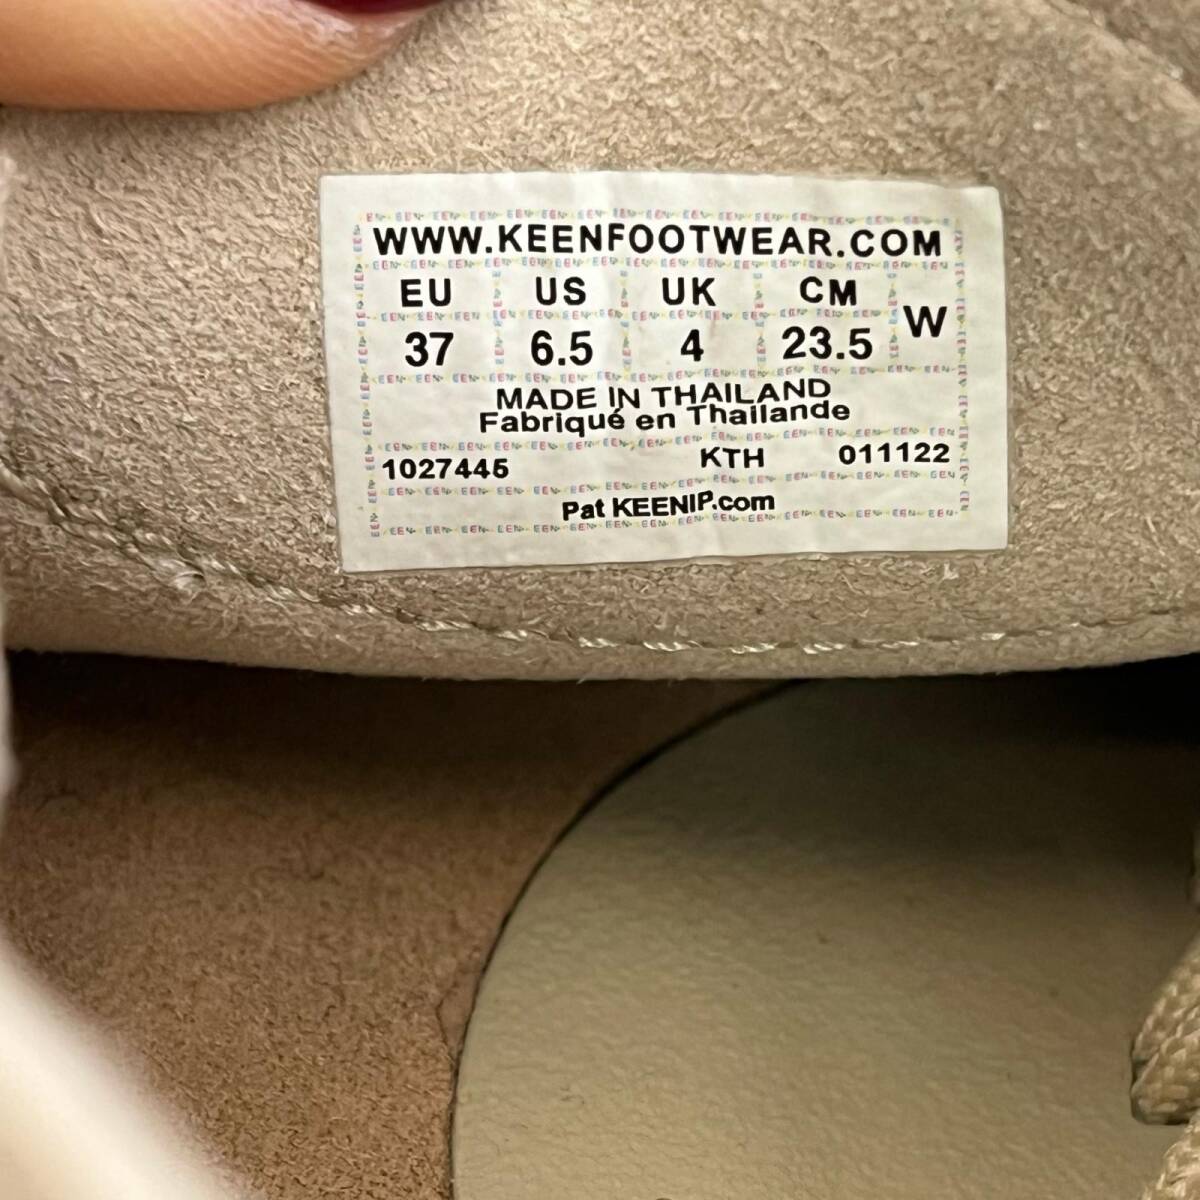 WWW.KEENFOOTWEAR.COM
EU US UK CM W
37 6.5 4 23.5
MADE IN THAILAND
Fabriqué en Thaïlande
1027445 KTH 011122
Pat KEENIP.com